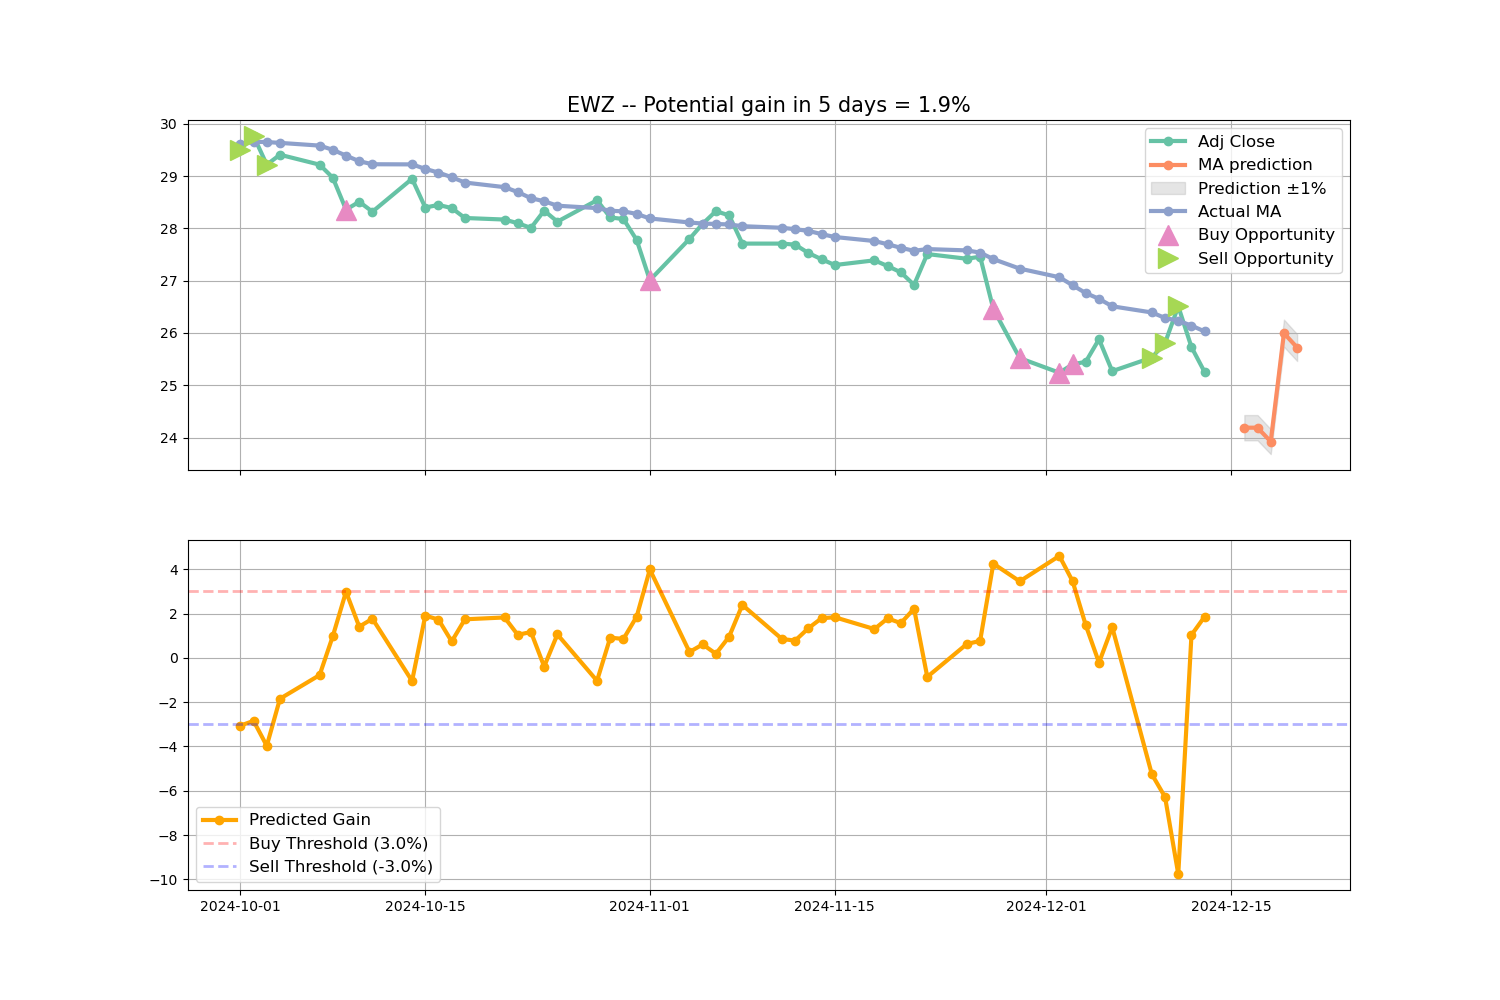 EWZ -- Potential gain in 5 days = 1.9%
30
29
28
27
26
25
24
Adj Close
MA prediction
Prediction ±1%
Actual MA
Buy Opportunity
Sell Opportunity
4
2
0
−2
−4
−6
−8
−10
Predicted Gain
Buy Threshold (3.0%)
Sell Threshold (-3.0%)
2024-10-01 2024-10-15 2024-11-01 2024-11-15 2024-12-01 2024-12-15